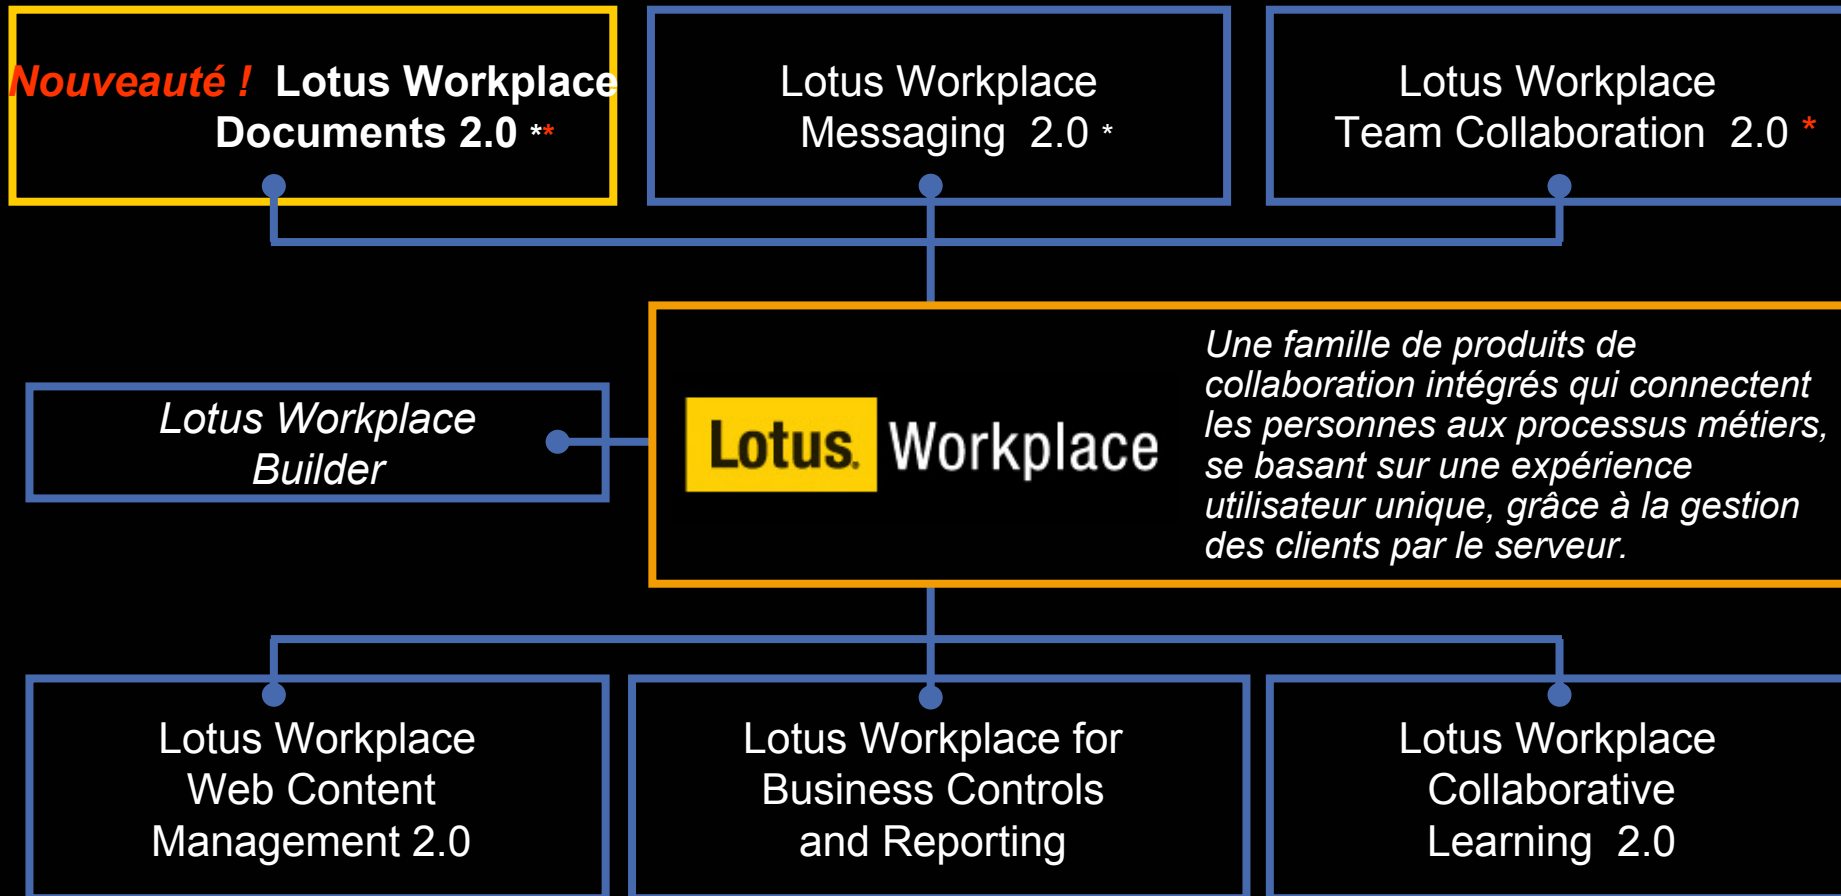 Nouveauté ! Lotus Workplace
Documents 2.0 **
Lotus Workplace
Messaging 2.0 *
Lotus Workplace
Team Collaboration 2.0 *
Lotus Workplace
Builder
Lotus. Workplace
Une famille de produits de
collaboration intégrés qui connectent
les personnes aux processus métiers,
se basant sur une expérience
utilisateur unique, grâce à la gestion
des clients par le serveur.
Lotus Workplace
Web Content
Management 2.0
Lotus Workplace for
Business Controls
and Reporting
Lotus Workplace
Collaborative
Learning 2.0